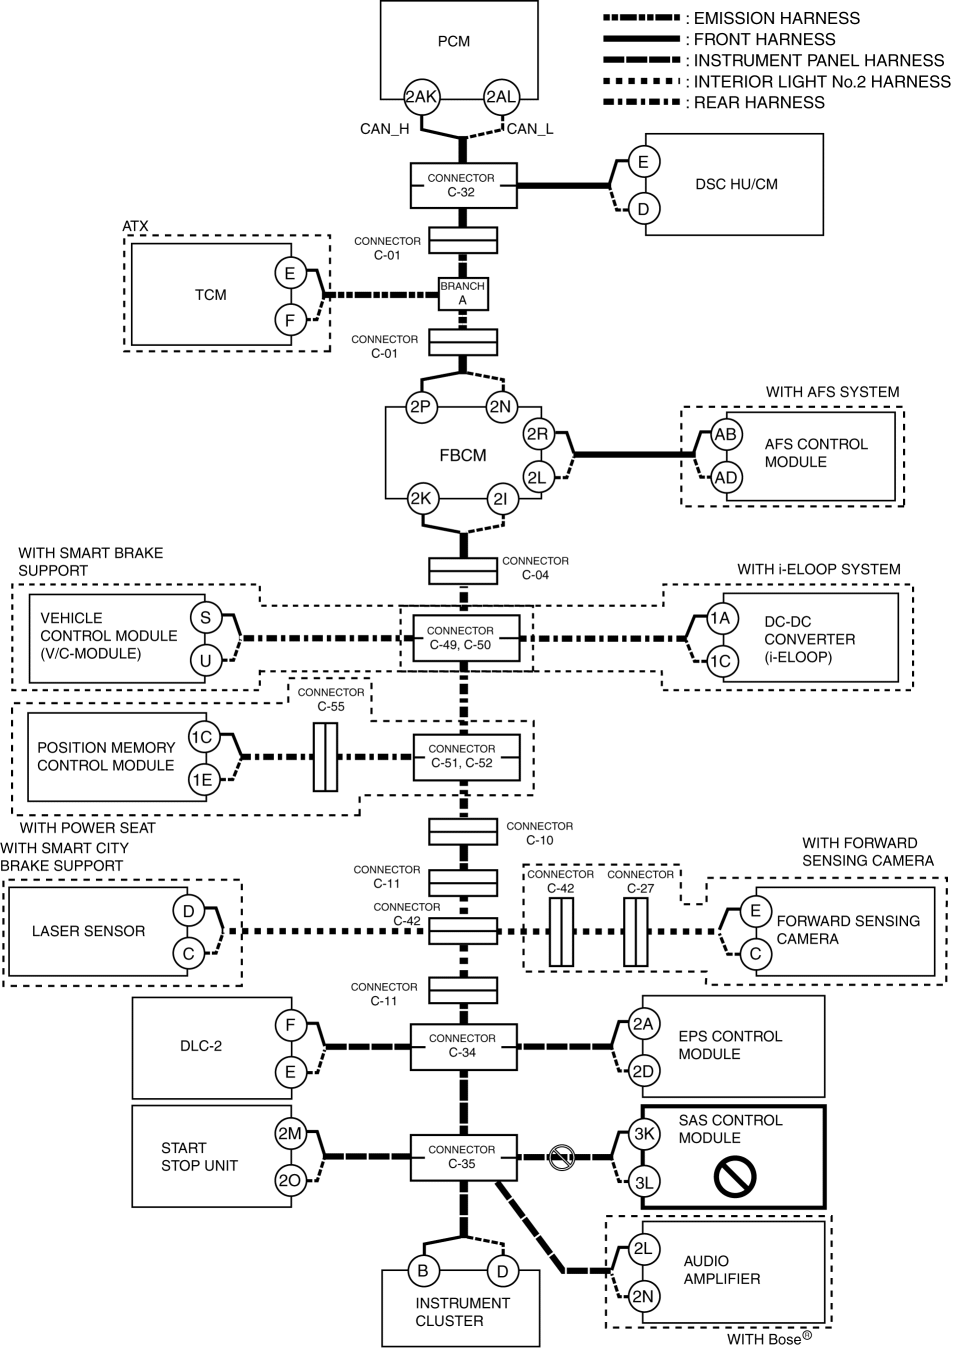 PCM
2AK
2AL
CAN_H
CAN_L
: EMISSION HARNESS
: FRONT HARNESS
: INSTRUMENT PANEL HARNESS
: INTERIOR LIGHT No.2 HARNESS
: REAR HARNESS
CONNECTOR
C-32
E
D
DSC HU/CM
CONNECTOR
C-01
ATX
TCM
E
F
BRANCH
A
CONNECTOR
C-01
2P
2N
FBCM
2R
2L
2K
2I
WITH AFS SYSTEM
AB
AD
AFS CONTROL
MODULE
CONNECTOR
C-04
WITH SMART BRAKE
SUPPORT
VEHICLE
CONTROL MODULE
(V/C-MODULE)
S
U
CONNECTOR
C-49, C-50
WITH i-ELOOP SYSTEM
1A
1C
DC-DC
CONVERTER
(i-ELOOP)
CONNECTOR
C-55
POSITION MEMORY
CONTROL MODULE
1C
1E
CONNECTOR
C-51, C-52
WITH POWER SEAT
CONNECTOR
C-10
WITH SMART CITY
BRAKE SUPPORT
CONNECTOR
C-11
LASER SENSOR
D
C
CONNECTOR
C-42
CONNECTOR
C-42
CONNECTOR
C-27
WITH FORWARD
SENSING CAMERA
E
C
FORWARD SENSING
CAMERA
CONNECTOR
C-11
DLC-2
F
E
CONNECTOR
C-34
2A
2D
EPS CONTROL
MODULE
START
STOP UNIT
2M
2O
CONNECTOR
C-35
3K
3L
SAS CONTROL
MODULE
B
D
INSTRUMENT
CLUSTER
2L
2N
AUDIO
AMPLIFIER
WITH Bose®